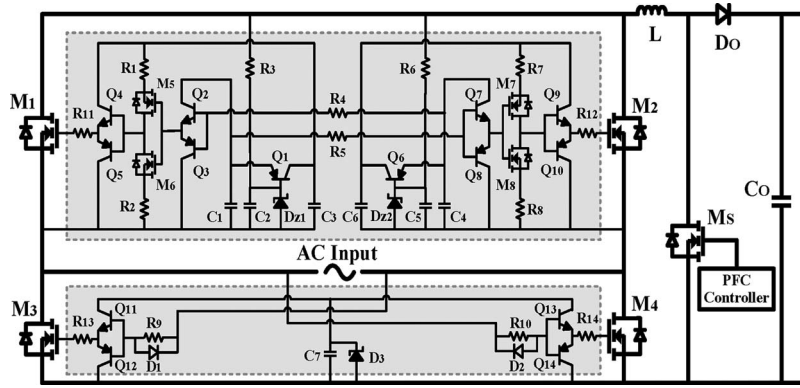 L
DO
R1
M5
R3
R6
M7
R7
Q4
Q2
Q7
Q9
M1
R11
R4
R12
M2
R5
Q5
M6
Q3
Q1
Q6
Q8
M8
Q10
R2
C1
C2
Dz1
C3
C6
Dz2
C5
C4
R8
CO
MS
AC Input
PFC
Controller
M3
Q11
R9
R10
Q13
M4
R13
R14
Q12
D1
C7
D3
D2
Q14